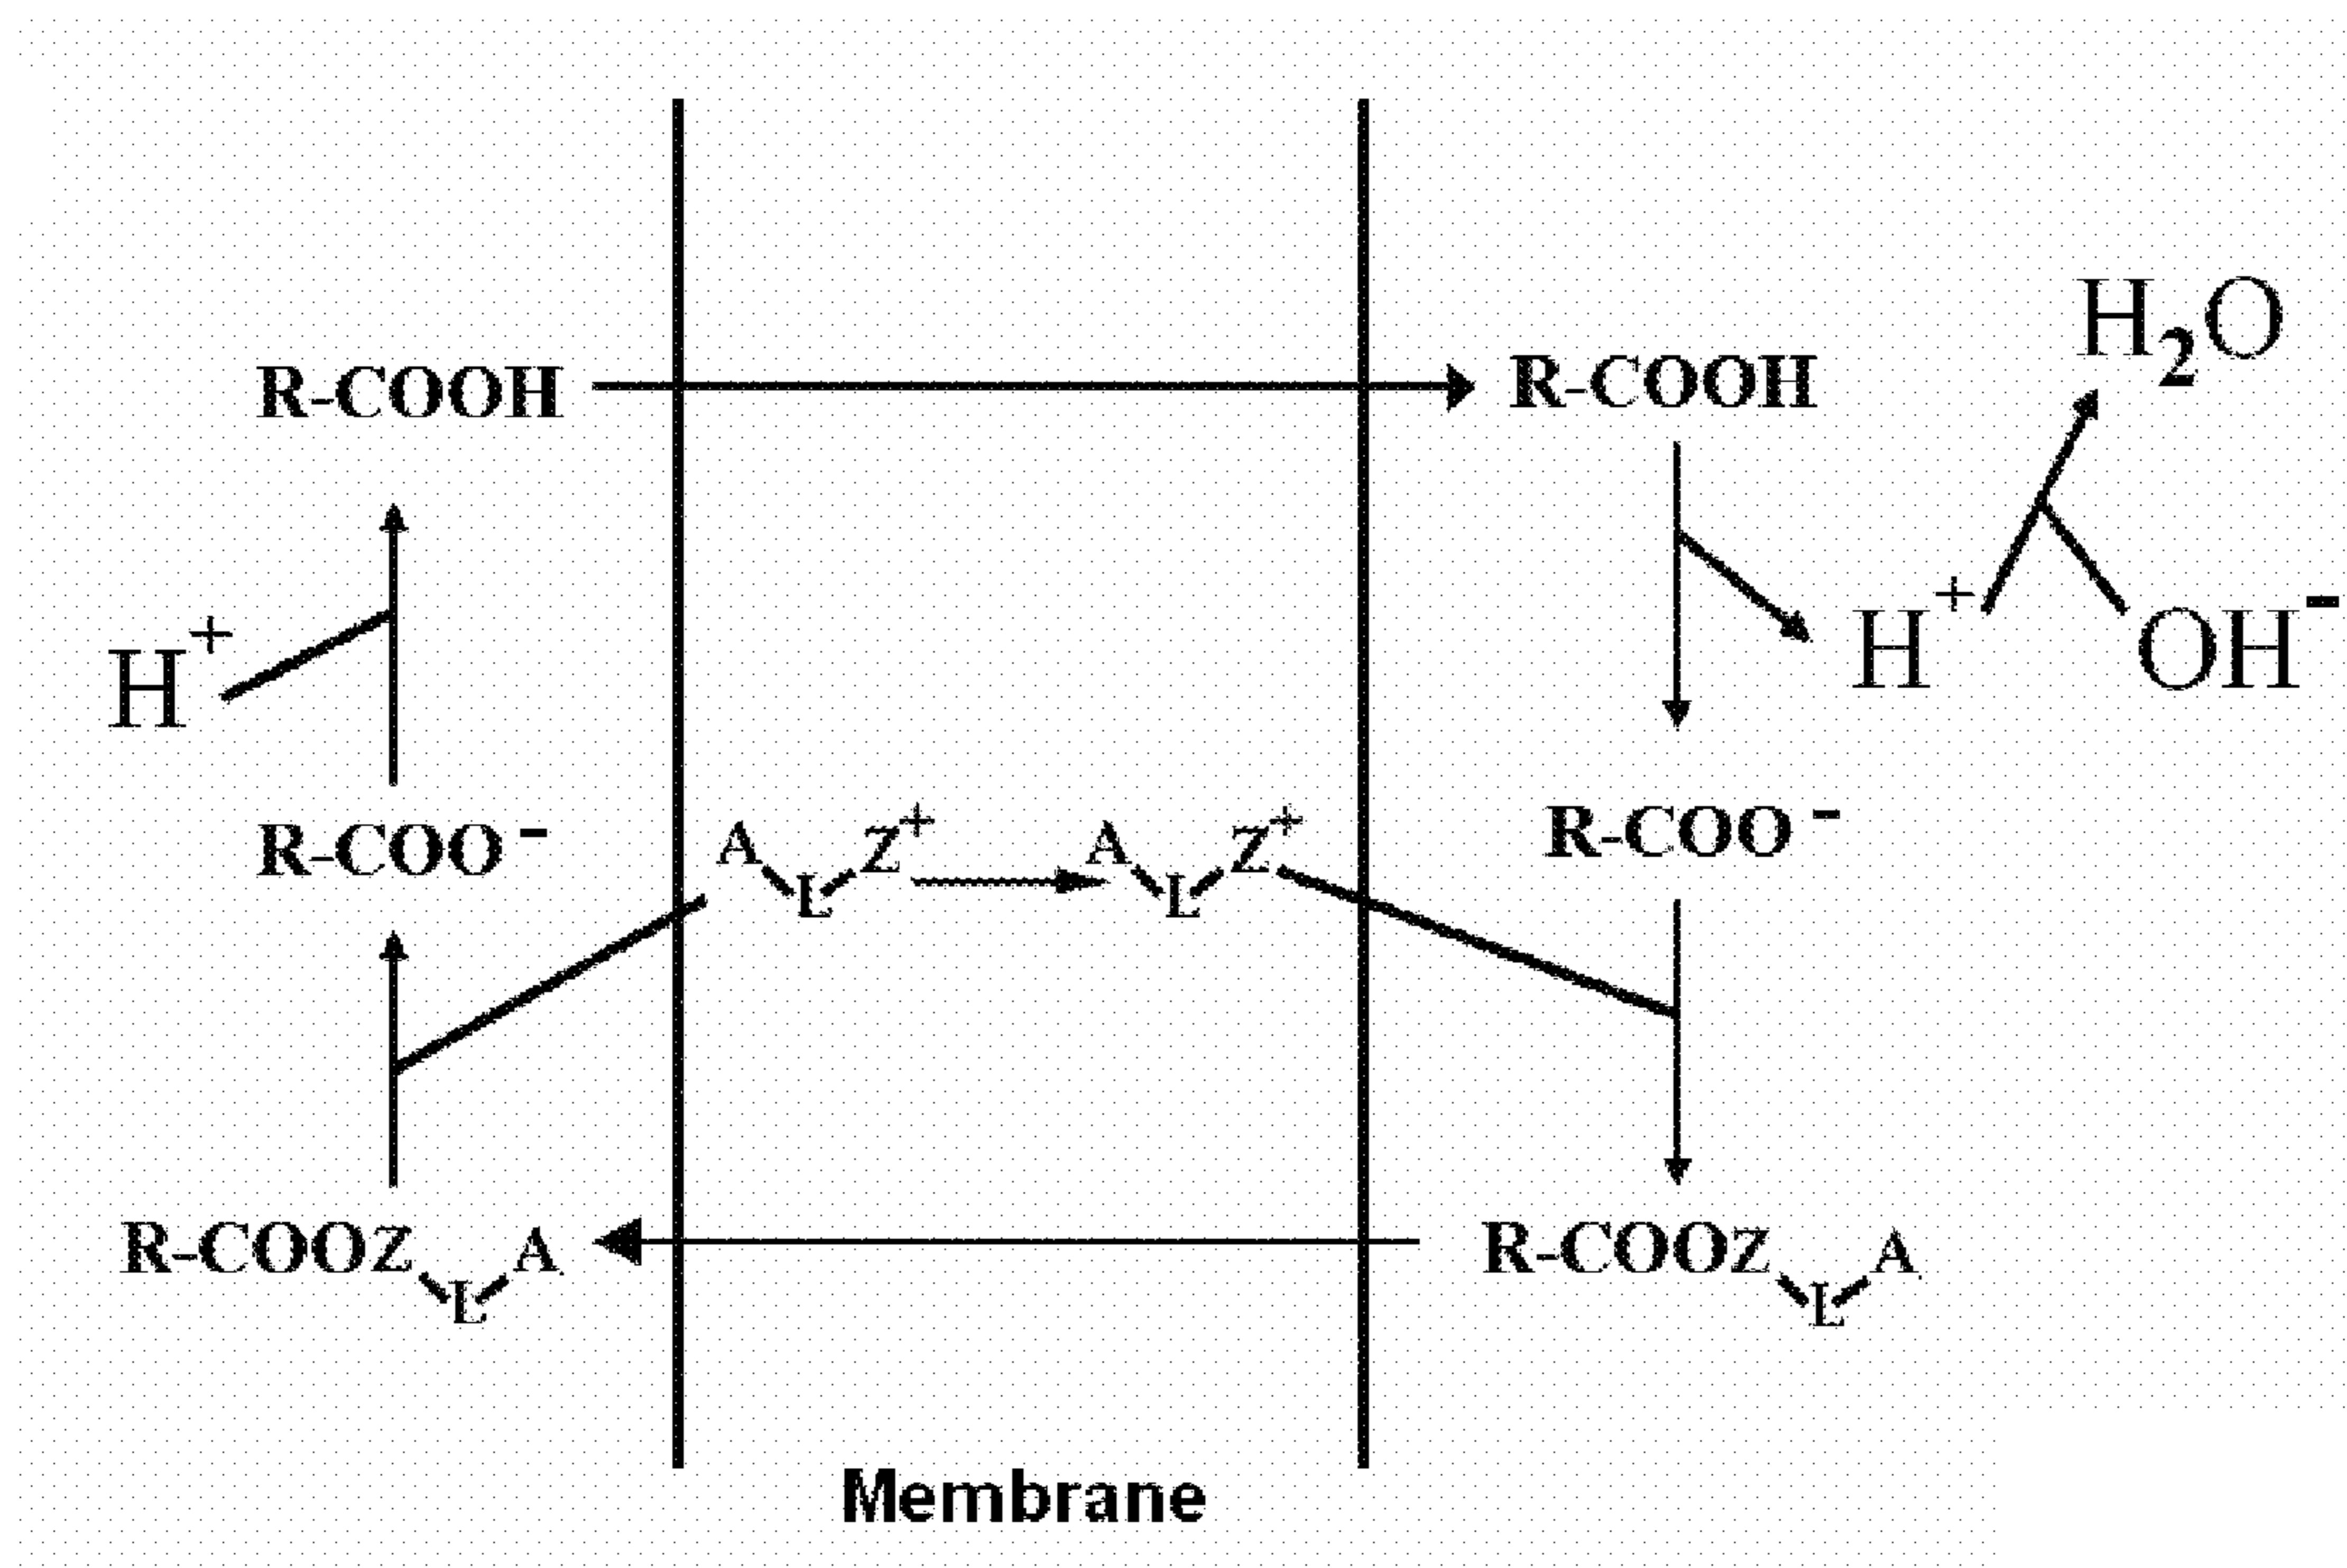 H₂O
R-COOH
R-COOH
H⁺
H⁺
OH⁻
R-COO⁻
A L Z⁺
A L Z⁺
R-COO⁻
R-COOZ L A
R-COOZ L A
Membrane